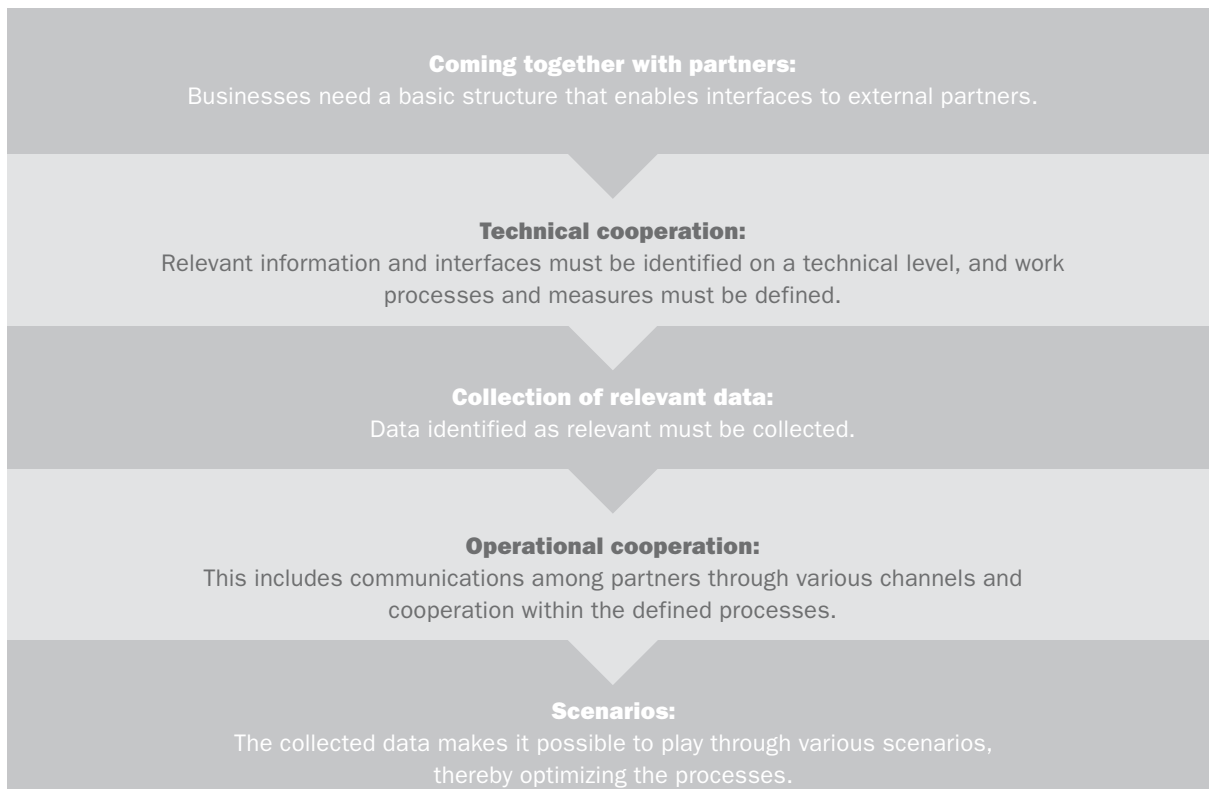 Coming together with partners:
Businesses need a basic structure that enables interfaces to external partners.
Technical cooperation:
Relevant information and interfaces must be identified on a technical level, and work
processes and measures must be defined.
Collection of relevant data:
Data identified as relevant must be collected.
Operational cooperation:
This includes communications among partners through various channels and
cooperation within the defined processes.
Scenarios:
The collected data makes it possible to play through various scenarios,
thereby optimizing the processes.